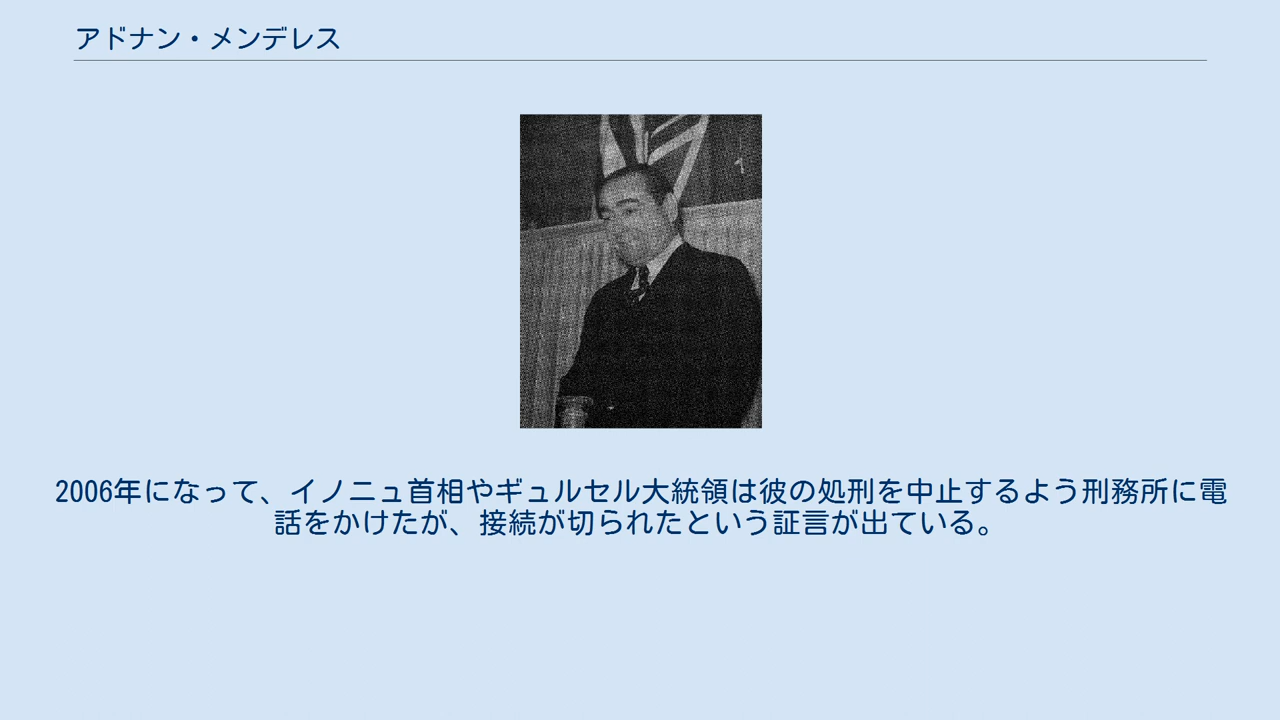 アドナン・メンデレス
2006年になって、イノニュ首相やギュルセル大統領は彼の処刑を中止するよう刑務所に電
話をかけたが、接続が切られたという証言が出ている。